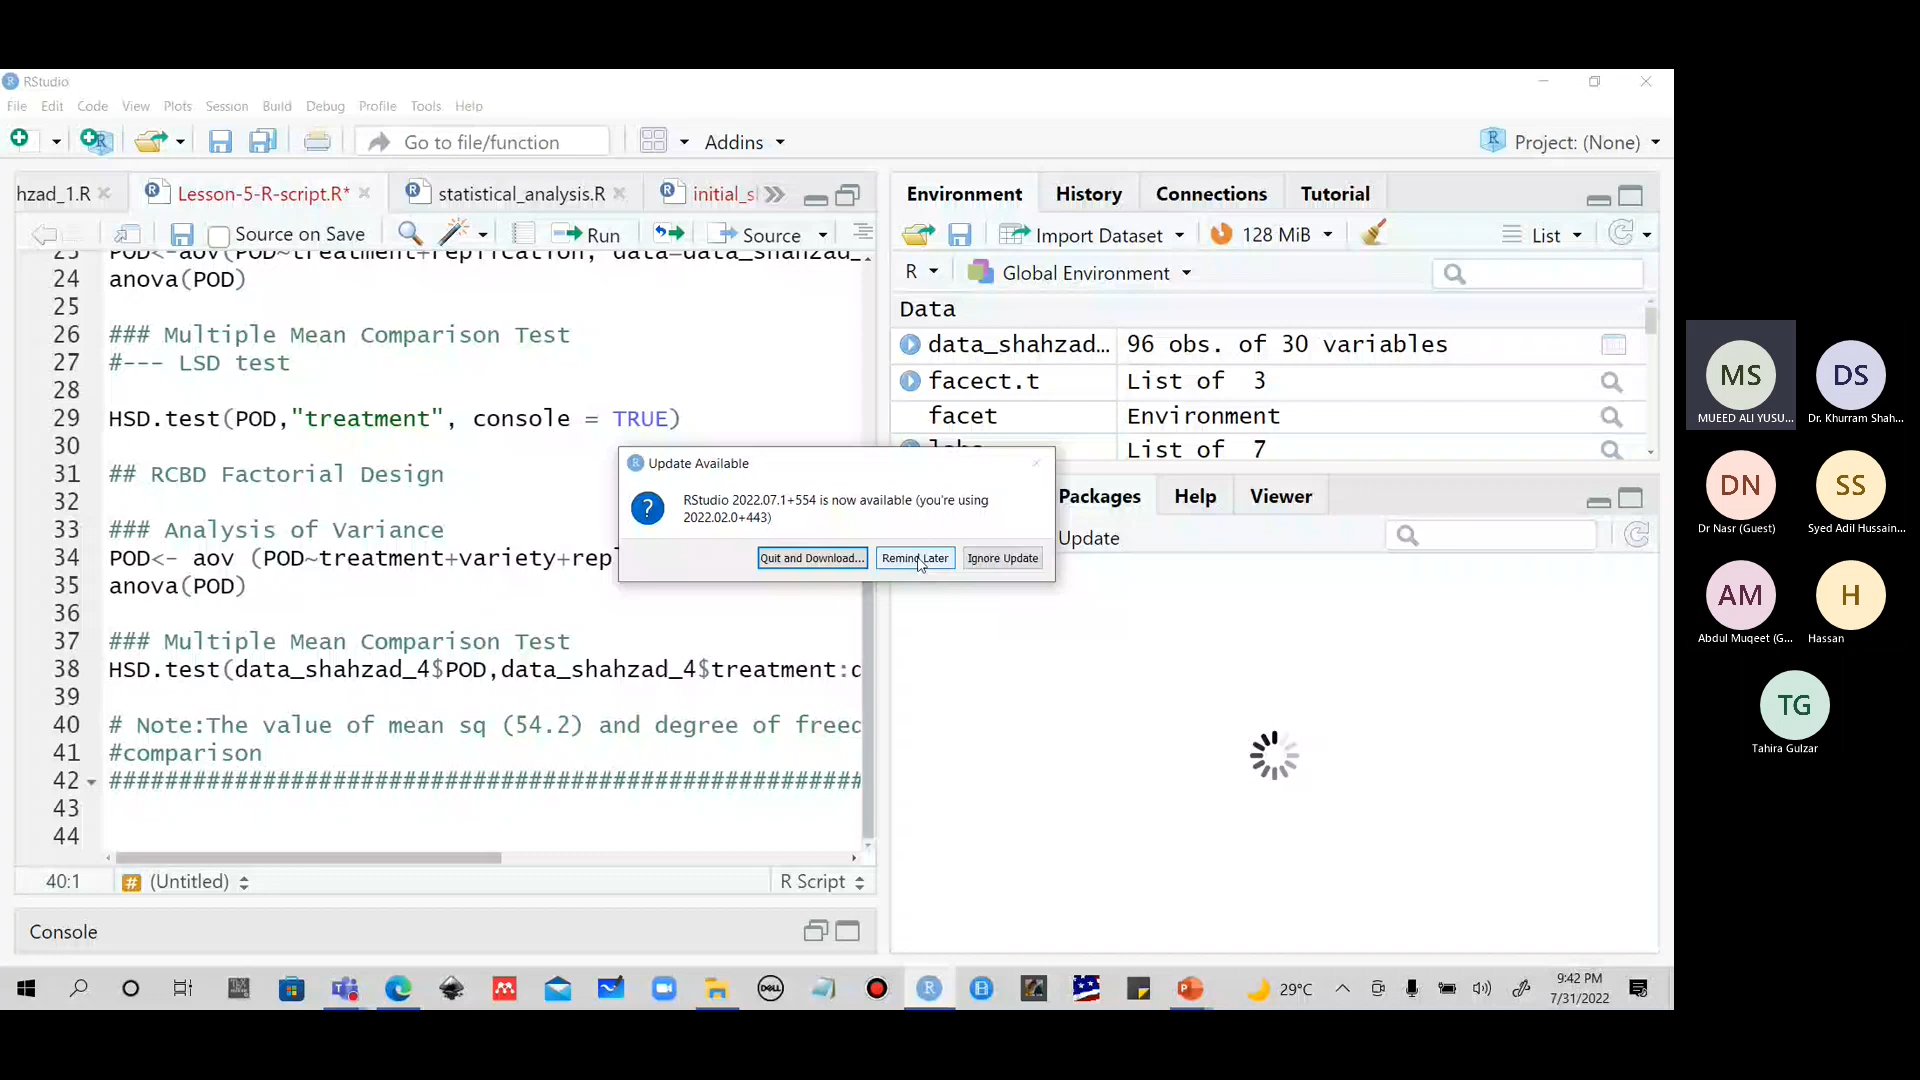 RStudio
File Edit Code View Plots Session Build Debug Profile Tools Help
Go to file/function
Addins
Project: (None)
hzad_1.R
Lesson-5-R-script.R*
statistical_analysis.R
initial_s
Source on Save
Run
Source
24 anova(POD)
25
26 ### Multiple Mean Comparison Test
27 #--- LSD test
28
29 HSD.test(POD,"treatment", console = TRUE)
30
31 ## RCBD Factorial Design
32
33 ### Analysis of Variance
34 POD<- aov (POD~treatment+variety+rep
35 anova(POD)
36
37 ### Multiple Mean Comparison Test
38 HSD.test(data_shahzad_4$POD,data_shahzad_4$treatment:
39
40 # Note:The value of mean sq (54.2) and degree of freed
41 #comparison
42 ######################################################
43
44
40:1
(Untitled)
R Script
Console
Environment History Connections Tutorial
Import Dataset
128 MiB
List
R
Global Environment
Data
data_shahzad... 96 obs. of 30 variables
facect.t List of 3
facet Environment
List of 7
Packages Help Viewer
Update
Update Available
RStudio 2022.07.1+554 is now available (you're using
2022.02.0+443)
Quit and Download... Remind Later Ignore Update
MS
MUEED ALI YUSU...
DS
Dr. Khurram Shah...
DN
Dr Nasr (Guest)
SS
Syed Adil Hussain...
AM
Abdul Muqeet (G...
H
Hassan
TG
Tahira Gulzar
DELL
29°C
9:42 PM
7/31/2022